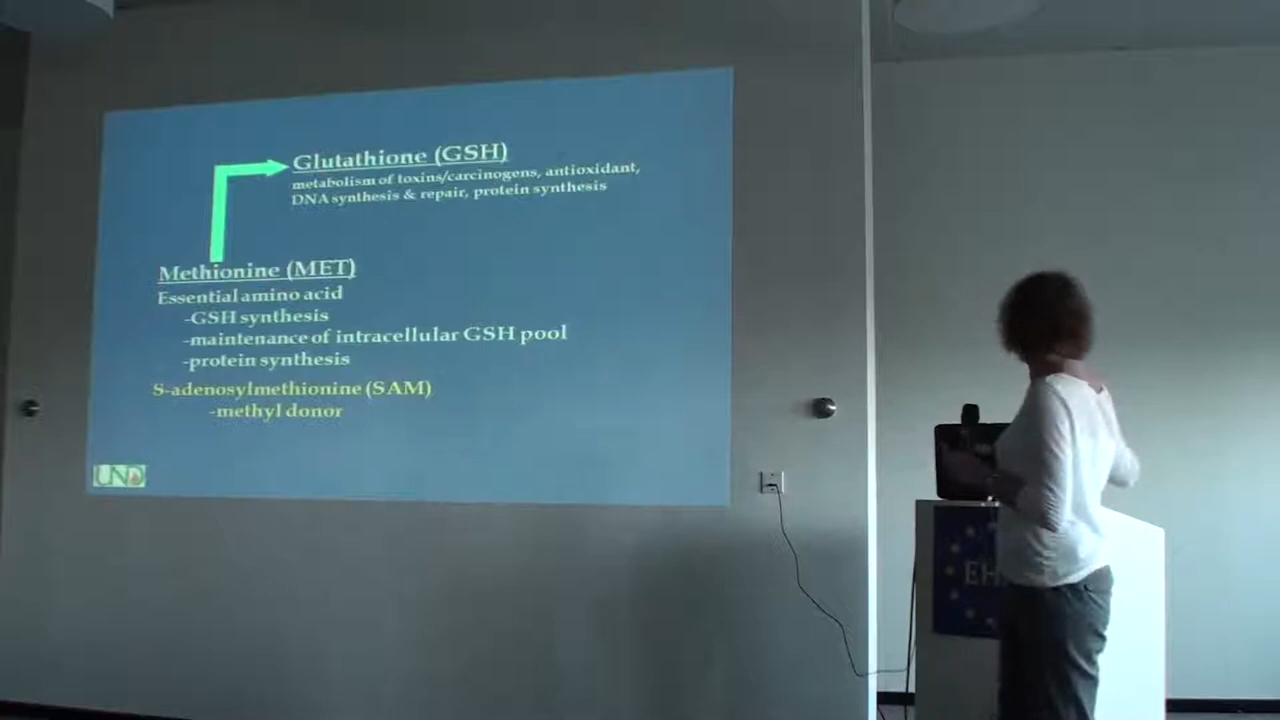 Glutathione (GSH)
metabolism of toxins/carcinogens, antioxidant,
DNA synthesis & repair, protein synthesis
Methionine (MET)
Essential amino acid
-GSH synthesis
-maintenance of intracellular GSH pool
-protein synthesis
S-adenosylmethionine (SAM)
-methyl donor
UND
EH